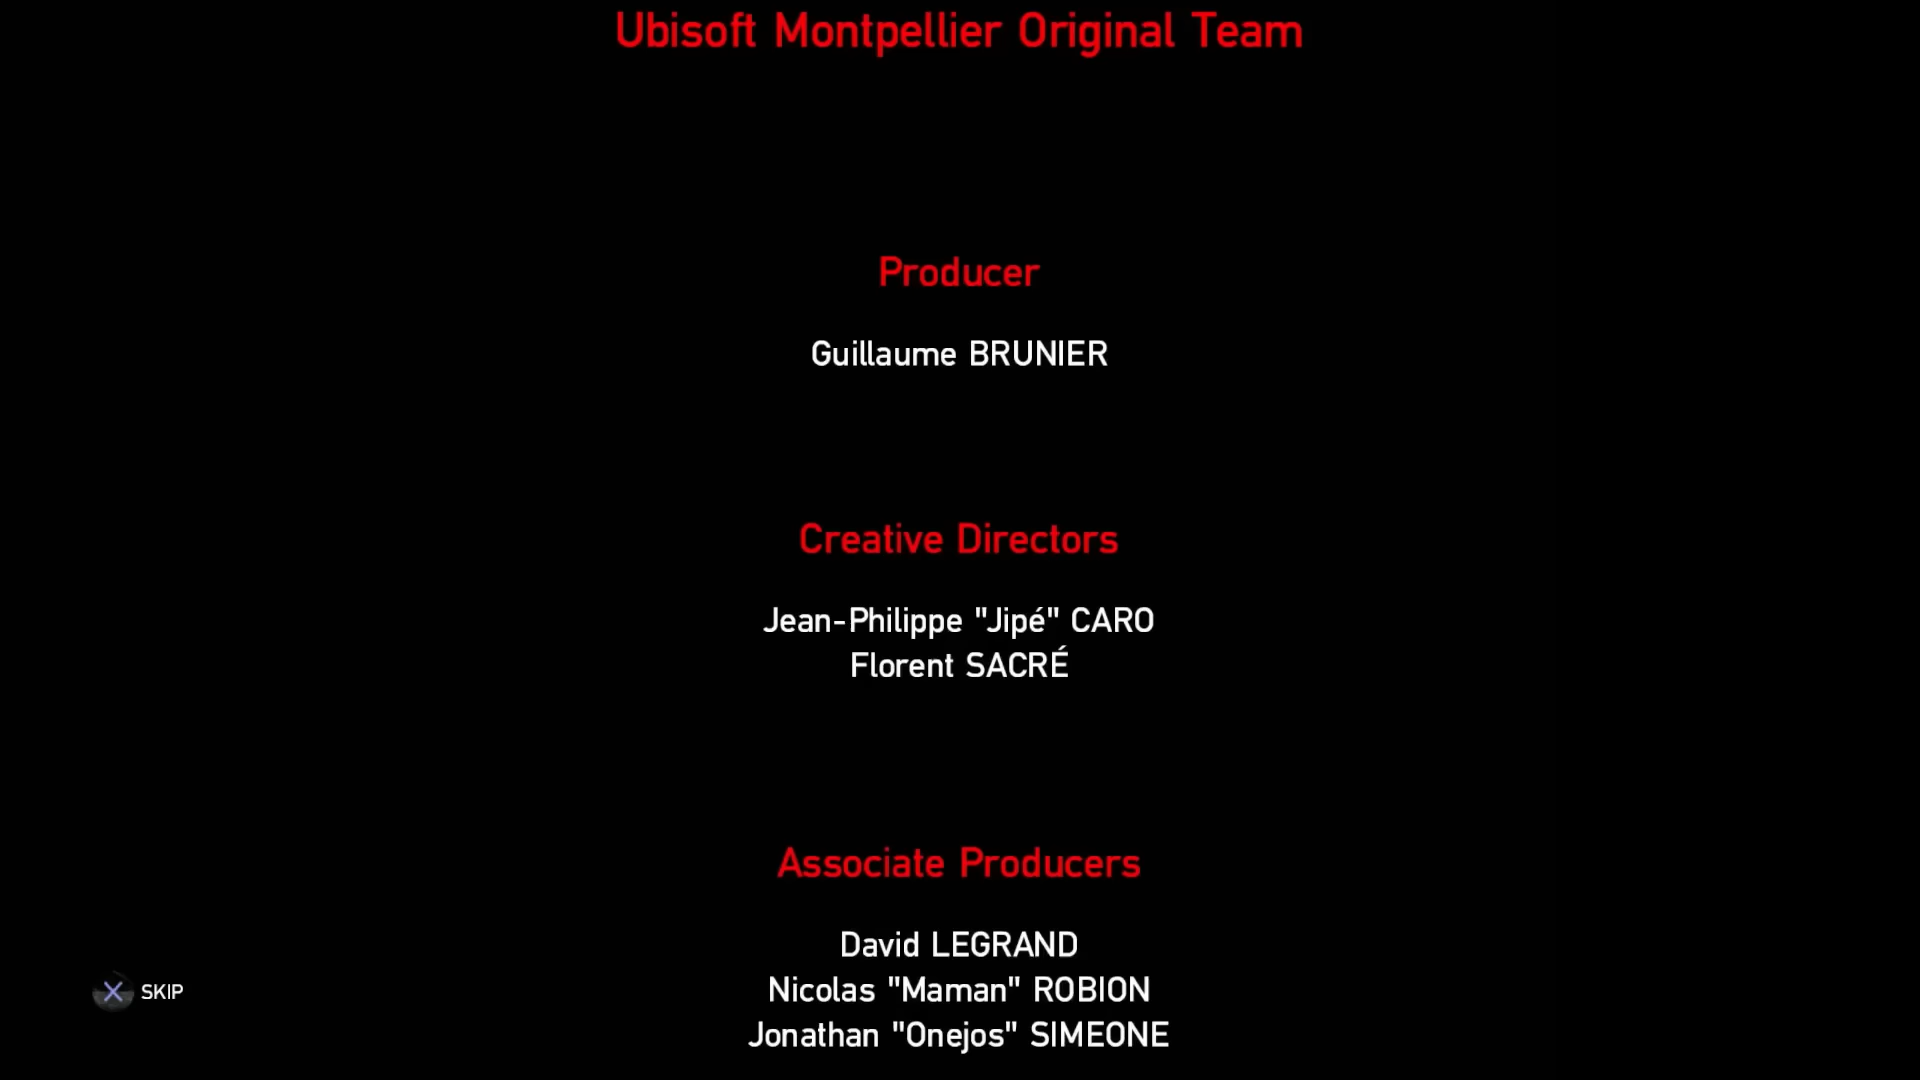 Ubisoft Montpellier Original Team
Producer
Guillaume BRUNIER
Creative Directors
Jean-Philippe "Jipé" CARO
Florent SACRÉ
Associate Producers
David LEGRAND
Nicolas "Maman" ROBION
Jonathan "Onejos" SIMEONE
SKIP